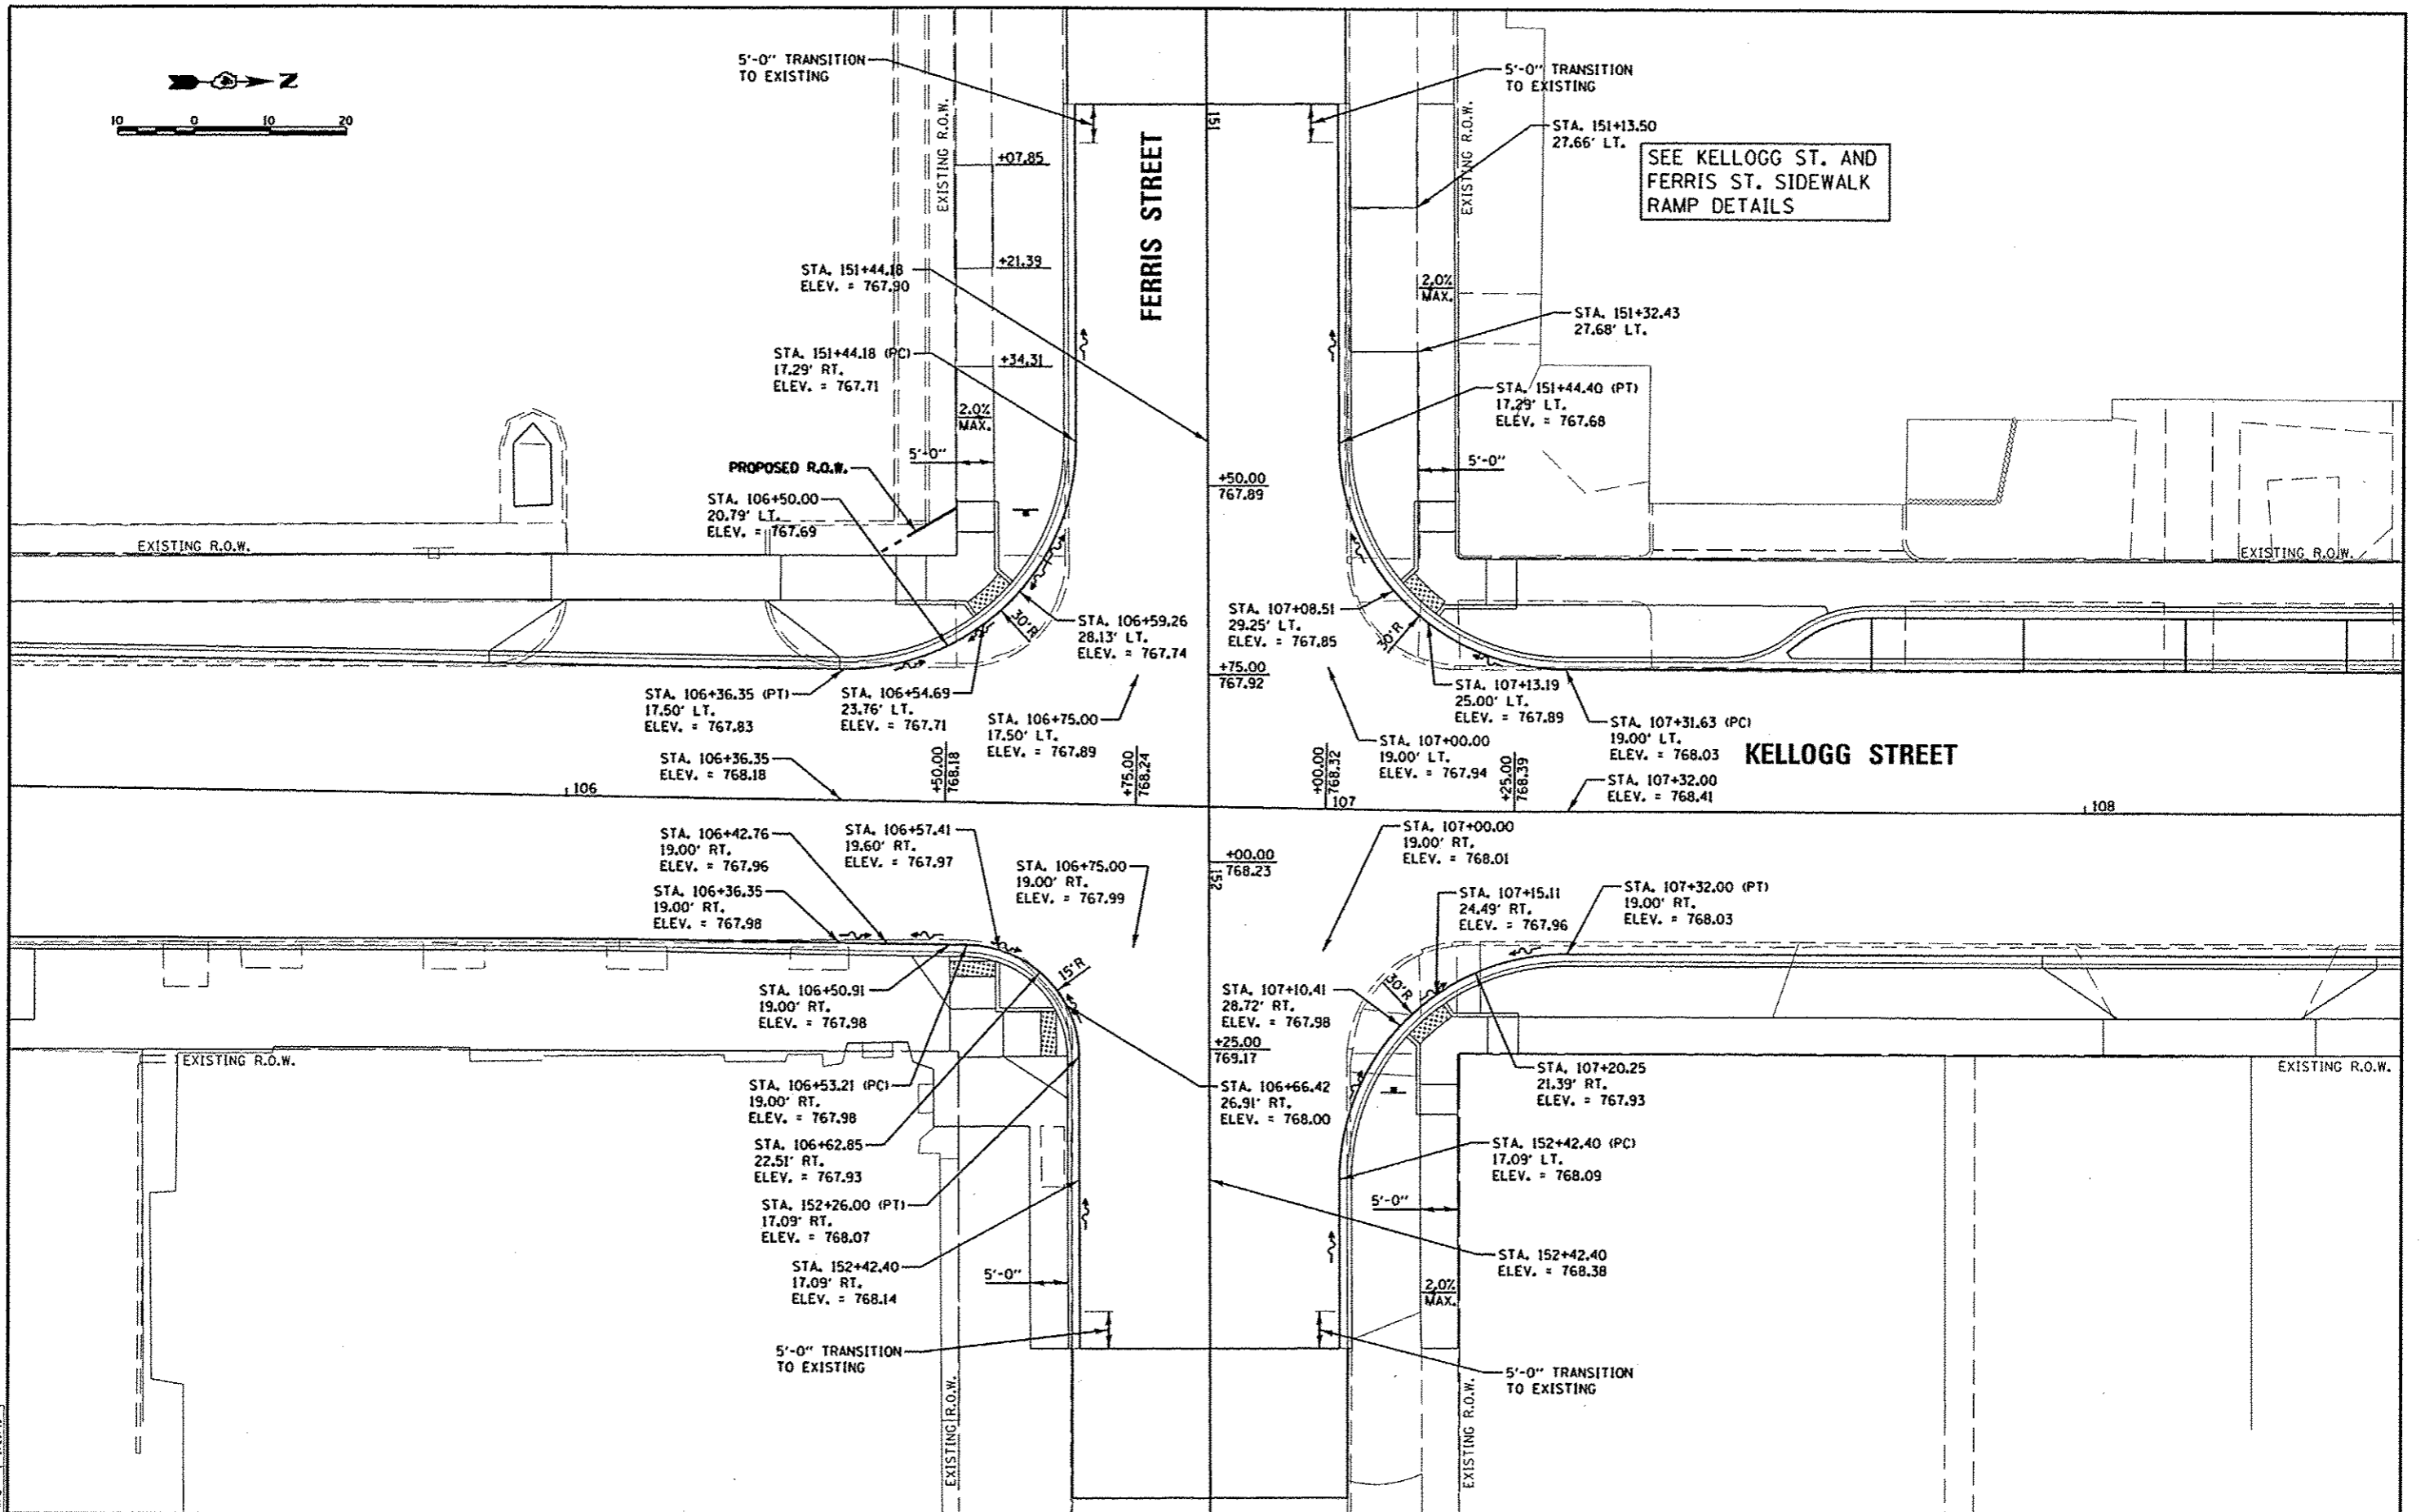 5'-0" TRANSITION
TO EXISTING
5'-0" TRANSITION
TO EXISTING
N
10 0 10 20
151
EXISTING R.O.W.
FERRIS STREET
EXISTING R.O.W.
STA. 151+13.50
27.66' LT.
SEE KELLOGG ST. AND
FERRIS ST. SIDEWALK
RAMP DETAILS
+07.85
+21.39
STA. 151+44.18
ELEV. = 767.90
2.0%
MAX.
STA. 151+32.43
27.68' LT.
STA. 151+44.18 (PC)
17.29' RT.
ELEV. = 767.71
+34.31
STA. 151+44.40 (PT)
17.29' LT.
ELEV. = 767.68
2.0%
MAX.
5'-0"
5'-0"
PROPOSED R.O.W.
+50.00
767.89
STA. 106+50.00
20.79' LT.
ELEV. = 767.69
EXISTING R.O.W.
EXISTING R.O.W.
30'R
STA. 106+59.26
28.13' LT.
ELEV. = 767.74
STA. 107+08.51
29.25' LT.
ELEV. = 767.85
30'R
+75.00
767.92
STA. 106+36.35 (PT)
17.50' LT.
ELEV. = 767.83
STA. 106+54.69
23.76' LT.
ELEV. = 767.71
STA. 106+75.00
17.50' LT.
ELEV. = 767.89
STA. 107+13.19
25.00' LT.
ELEV. = 767.89
STA. 107+31.63 (PC)
19.00' LT.
ELEV. = 768.03
STA. 107+00.00
19.00' LT.
ELEV. = 767.94
KELLOGG STREET
STA. 106+36.35
ELEV. = 768.18
+50.00
768.18
+75.00
768.24
+00.00
768.32
+25.00
768.39
STA. 107+32.00
ELEV. = 768.41
106
107
108
STA. 106+42.76
19.00' RT.
ELEV. = 767.96
STA. 106+57.41
19.60' RT.
ELEV. = 767.97
STA. 107+00.00
19.00' RT.
ELEV. = 768.01
STA. 106+75.00
19.00' RT.
ELEV. = 767.99
+00.00
768.23
152
STA. 106+36.35
19.00' RT.
ELEV. = 767.98
STA. 107+15.11
24.49' RT.
ELEV. = 767.96
STA. 107+32.00 (PT)
19.00' RT.
ELEV. = 768.03
STA. 106+50.91
19.00' RT.
ELEV. = 767.98
15'R
STA. 107+10.41
28.72' RT.
ELEV. = 767.98
30'R
+25.00
769.17
EXISTING R.O.W.
EXISTING R.O.W.
STA. 106+53.21 (PC)
19.00' RT.
ELEV. = 767.98
STA. 106+66.42
26.91' RT.
ELEV. = 768.00
STA. 107+20.25
21.39' RT.
ELEV. = 767.93
STA. 106+62.85
22.51' RT.
ELEV. = 767.93
STA. 152+42.40 (PC)
17.09' LT.
ELEV. = 768.09
STA. 152+26.00 (PT)
17.09' RT.
ELEV. = 768.07
5'-0"
STA. 152+42.40
17.09' RT.
ELEV. = 768.14
5'-0"
STA. 152+42.40
ELEV. = 768.38
2.0%
MAX.
5'-0" TRANSITION
TO EXISTING
5'-0" TRANSITION
TO EXISTING
EXISTING R.O.W.
EXISTING R.O.W.